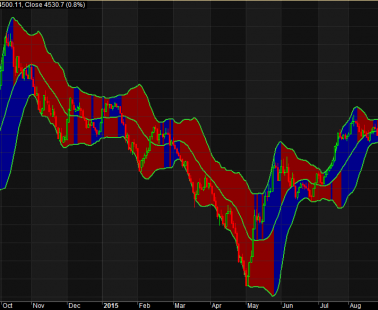 4500.11, Close 4530.7 (0.8%)
Oct Nov Dec 2015 Feb Mar Apr May Jun Jul Aug